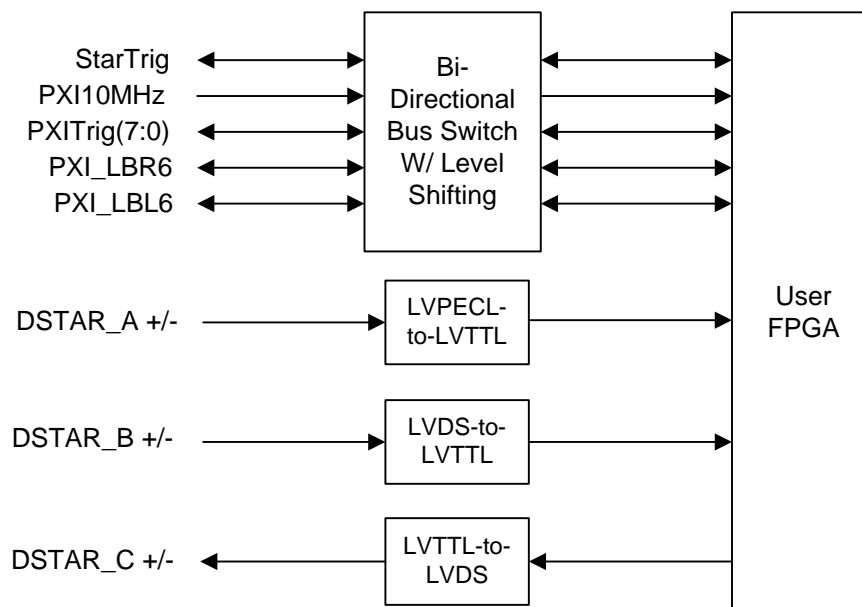 StarTrig
PXI10MHz
PXITrig(7:0)
PXI_LBR6
PXI_LBL6
Bi-
Directional
Bus Switch
W/ Level
Shifting
User
FPGA
DSTAR_A +/-
LVPECL-
to-LVTTL
DSTAR_B +/-
LVDS-to-
LVTTL
DSTAR_C +/-
LVTTL-to-
LVDS